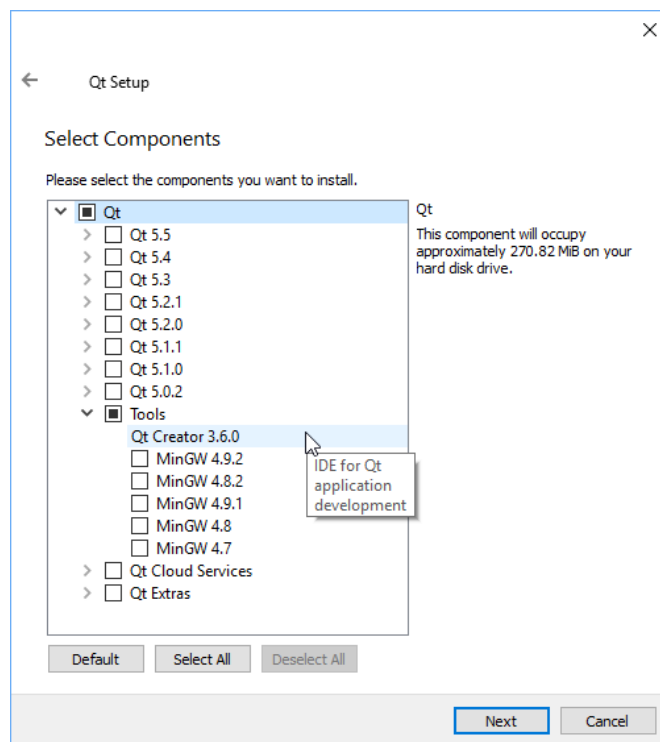 Qt Setup
Select Components
Please select the components you want to install.
Qt
Qt 5.5
Qt 5.4
Qt 5.3
Qt 5.2.1
Qt 5.2.0
Qt 5.1.1
Qt 5.1.0
Qt 5.0.2
Tools
Qt Creator 3.6.0
MinGW 4.9.2
MinGW 4.8.2
MinGW 4.9.1
MinGW 4.8
MinGW 4.7
Qt Cloud Services
Qt Extras
IDE for Qt
application
development
Qt
This component will occupy
approximately 270.82 MiB on your
hard disk drive.
Default
Select All
Deselect All
Next
Cancel